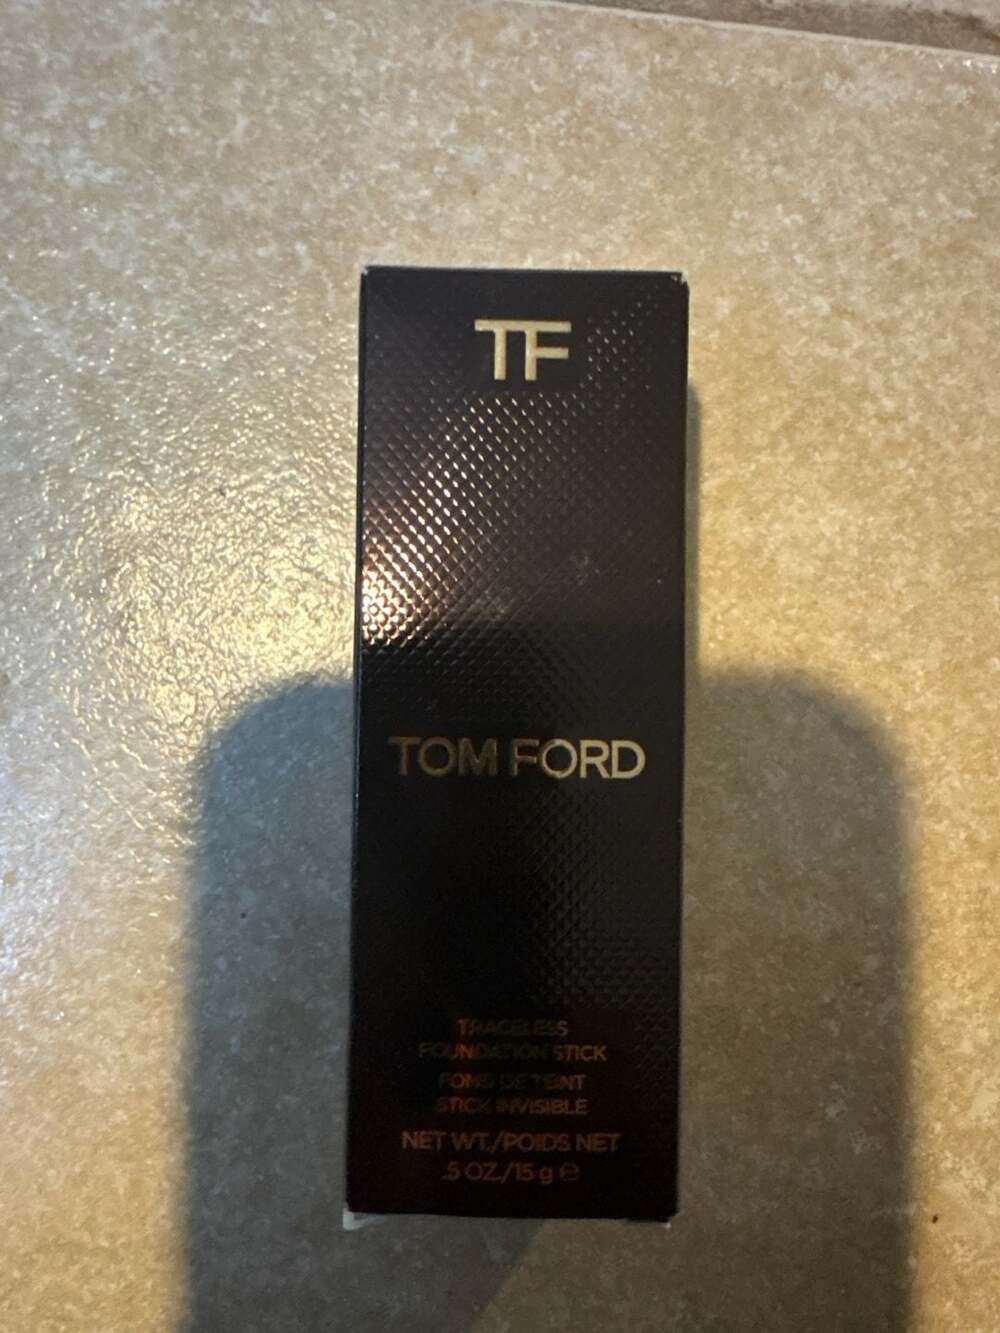 TF
TOM FORD
TRACELESS
FOUNDATION STICK
FOND DE TEINT
STICK INVISIBLE
NET WT./POIDS NET
.5 OZ./15 g ℮